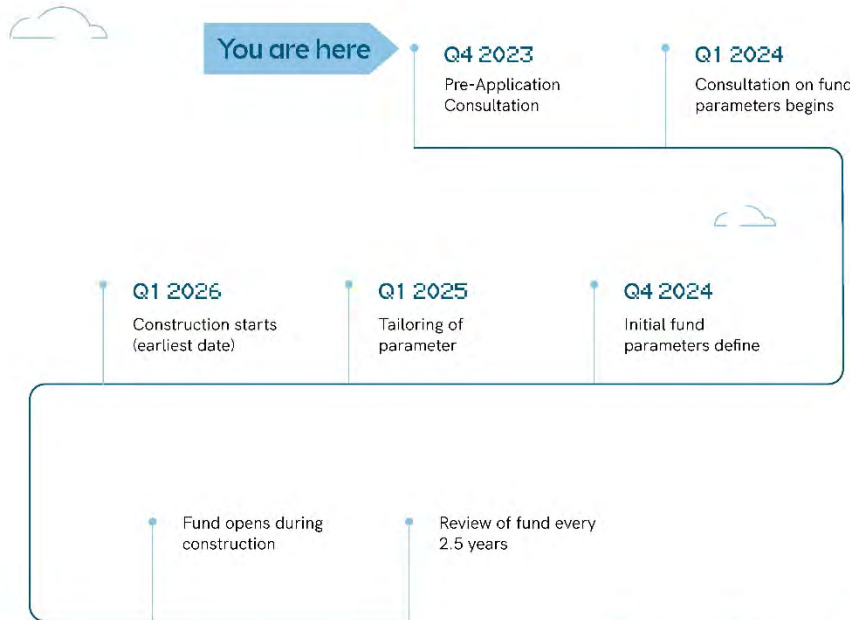 You are here
Q4 2023
Pre-Application
Consultation
Q1 2024
Consultation on fund
parameters begins
Q4 2024
Initial fund
parameters define
Q1 2025
Tailoring of
parameter
Q1 2026
Construction starts
(earliest date)
Fund opens during
construction
Review of fund every
2.5 years